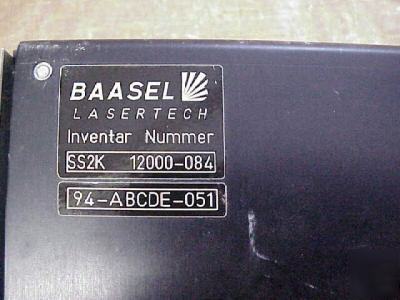 BAASEL
LASERTECH
Inventar Nummer
SS2K 12000-084
94-ABCDE-051